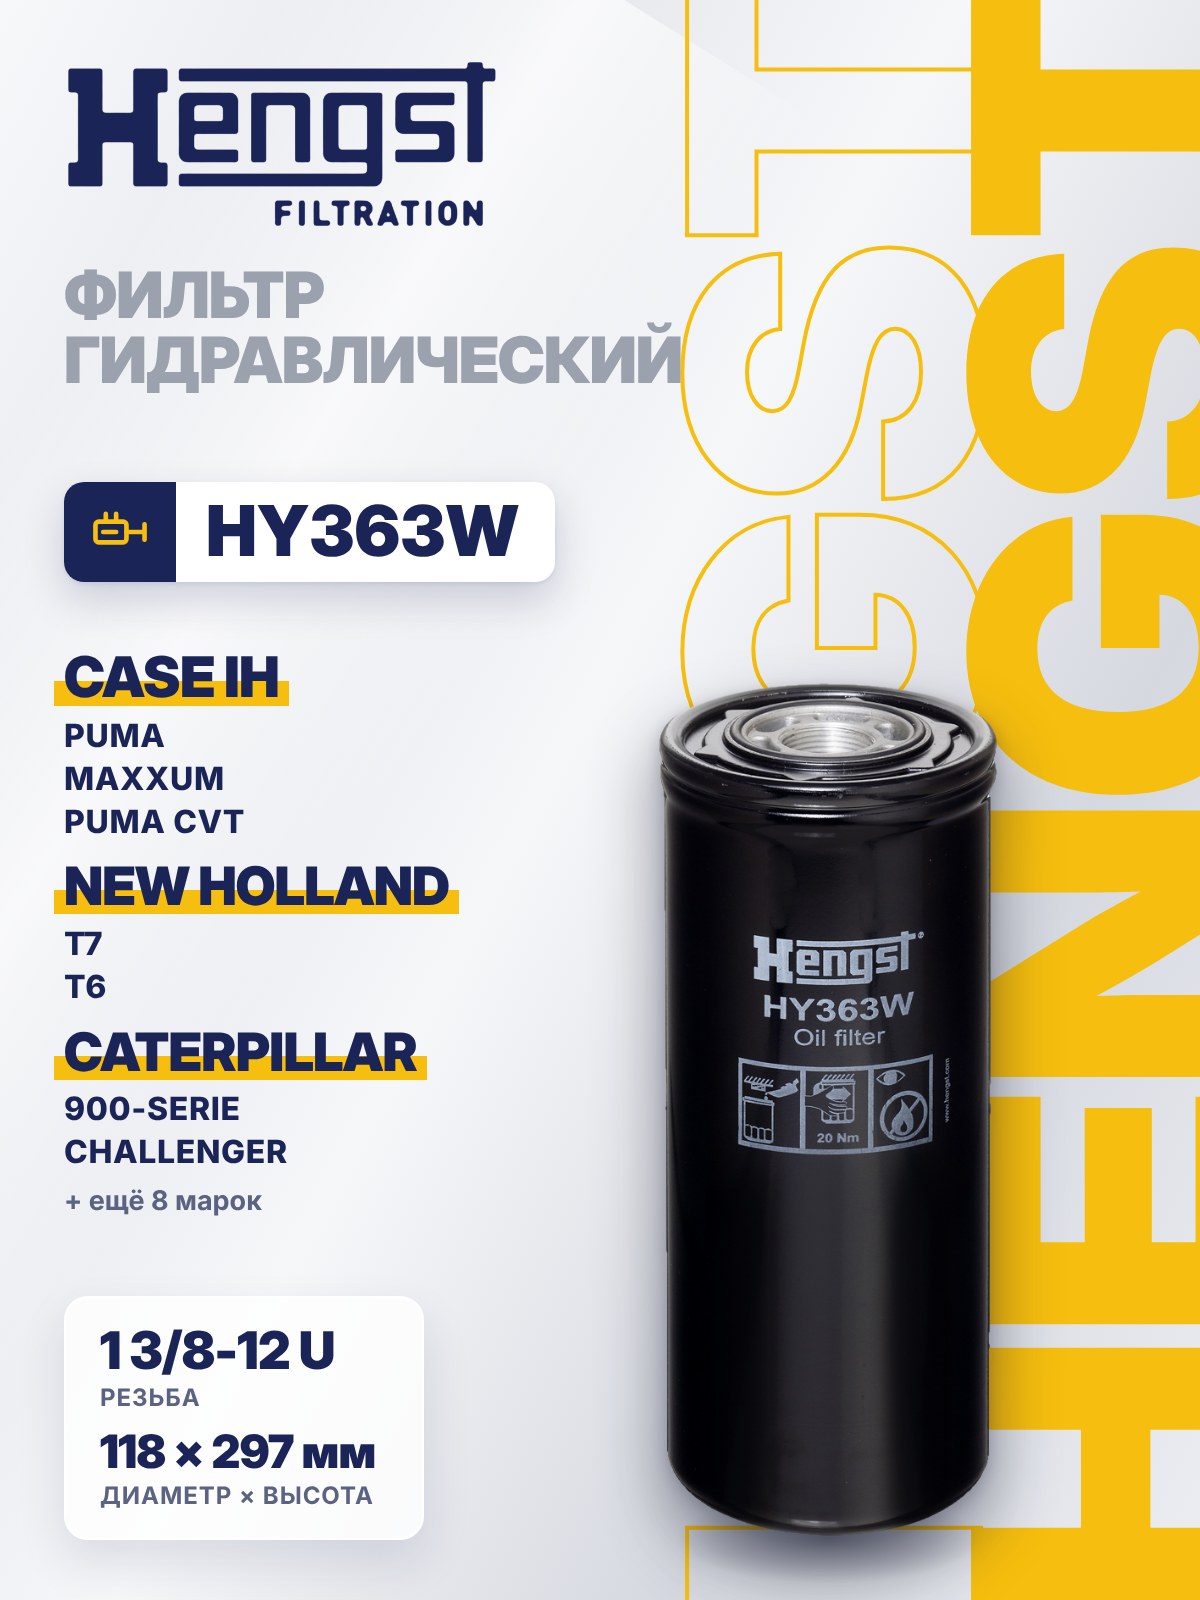 Hengst
FILTRATION
ФИЛЬТР
ГИДРАВЛИЧЕСКИЙ
HY363W
CASE IH
PUMA
MAXXUM
PUMA CVT
NEW HOLLAND
T7
T6
CATERPILLAR
900-SERIE
CHALLENGER
+ ещё 8 марок
1 3/8-12 U
РЕЗЬБА
118 × 297 мм
ДИАМЕТР × ВЫСОТА
Hengst
HY363W
Oil filter
20 Nm
www.hengst.com
HENGST